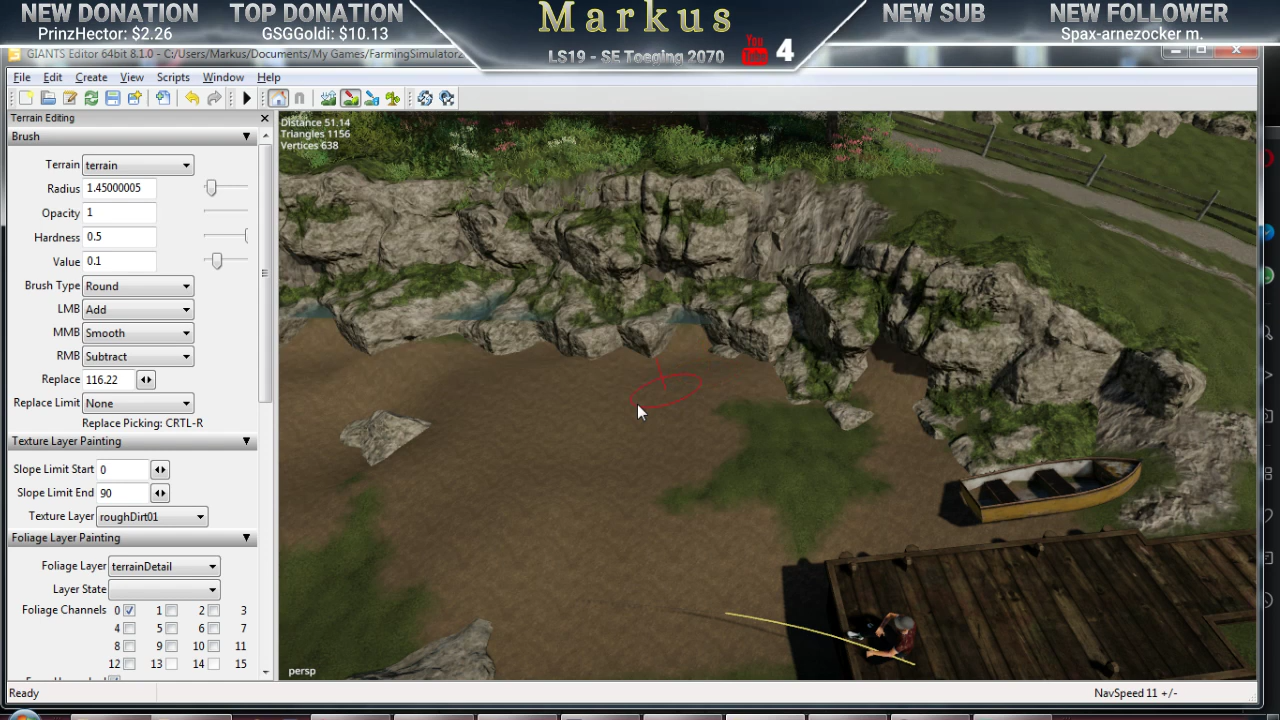 NEW DONATION
PrinzHector: $2.26
TOP DONATION
GSGGoldi: $10.13
Markus
LS19 - SE Toeging 2070
You
Tube
4
NEW SUB
NEW FOLLOWER
Spax-arnezocker m.
GIANTS Editor 64bit 8.1.0 - C:/Users/Markus/Documents/My Games/FarmingSimulator2
File Edit Create View Scripts Window Help
Terrain Editing
Brush
Terrain terrain
Radius 1.45000005
Opacity 1
Hardness 0.5
Value 0.1
Brush Type Round
LMB Add
MMB Smooth
RMB Subtract
Replace 116.22
Replace Limit None
Replace Picking: CRTL-R
Texture Layer Painting
Slope Limit Start 0
Slope Limit End 90
Texture Layer roughDirt01
Foliage Layer Painting
Foliage Layer terrainDetail
Layer State
Foliage Channels 0 1 2 3
4 5 6 7
8 9 10 11
12 13 14 15
Distance 51.14
Triangles 1156
Vertices 638
persp
Ready
NavSpeed 11 +/-